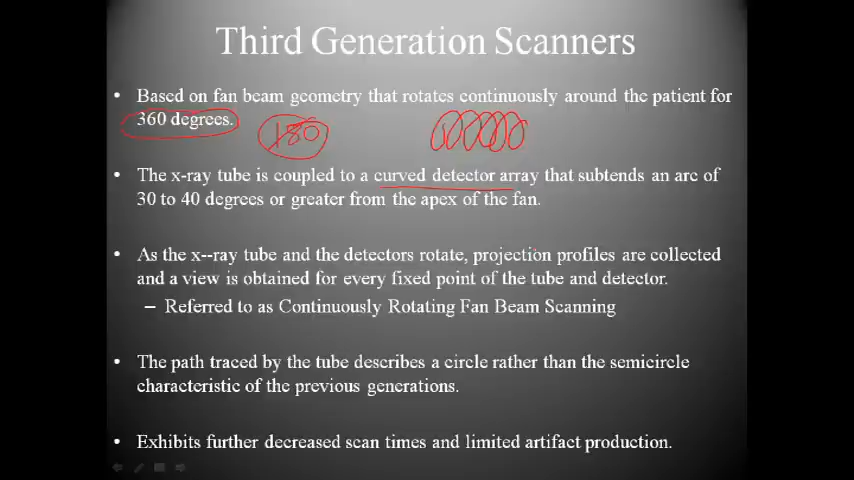 Third Generation Scanners
• Based on fan beam geometry that rotates continuously around the patient for
360 degrees.
180
• The x-ray tube is coupled to a curved detector array that subtends an arc of
30 to 40 degrees or greater from the apex of the fan.
• As the x--ray tube and the detectors rotate, projection profiles are collected
and a view is obtained for every fixed point of the tube and detector.
– Referred to as Continuously Rotating Fan Beam Scanning
• The path traced by the tube describes a circle rather than the semicircle
characteristic of the previous generations.
• Exhibits further decreased scan times and limited artifact production.